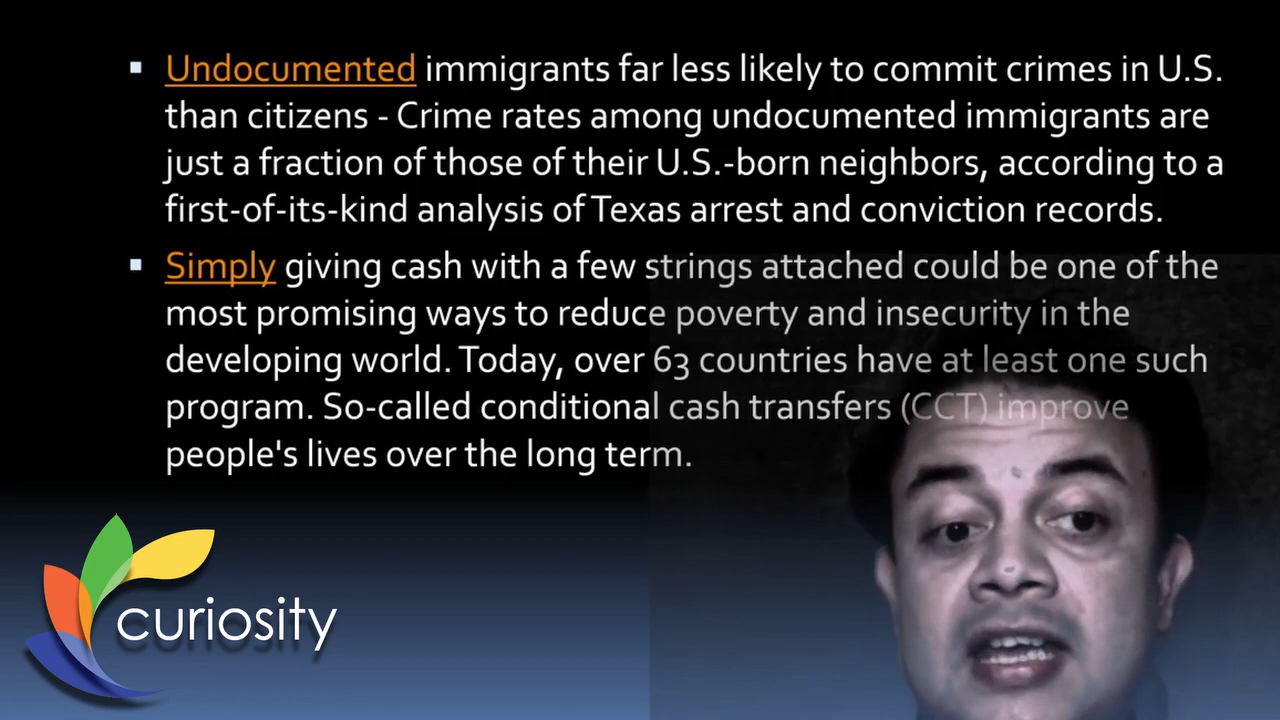 Undocumented immigrants far less likely to commit crimes in U.S.
than citizens - Crime rates among undocumented immigrants are
just a fraction of those of their U.S.-born neighbors, according to a
first-of-its-kind analysis of Texas arrest and conviction records.
Simply giving cash with a few strings attached could be one of the
most promising ways to reduce poverty and insecurity in the
developing world. Today, over 63 countries have at least one such
program. So-called conditional cash transfers (CCT) improve
people's lives over the long term.
curiosity